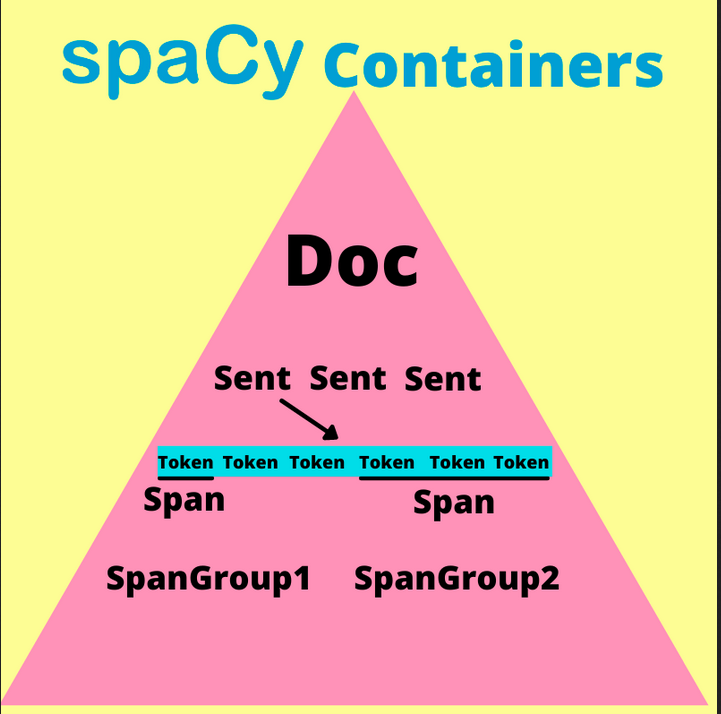 spaCy Containers
Doc
Sent Sent Sent
Token Token Token Token Token Token
Span Span
SpanGroup1 SpanGroup2